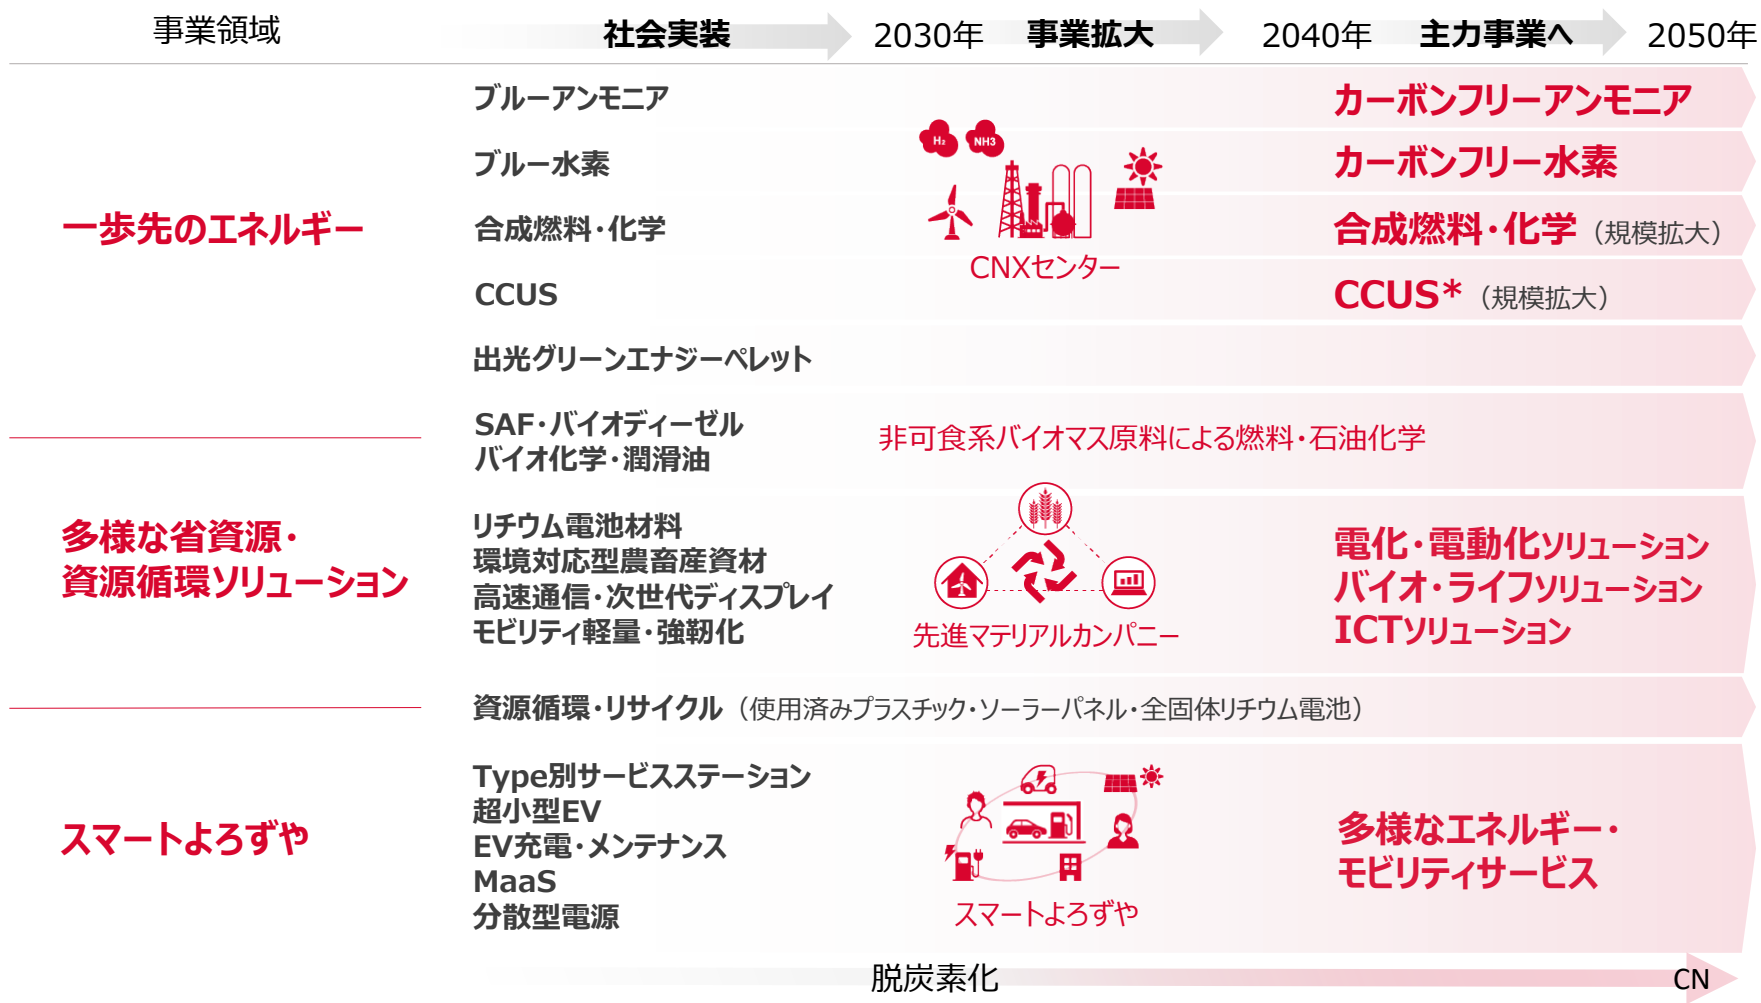 事業領域
社会実装
2030年
事業拡大
2040年
主力事業へ
2050年
一歩先のエネルギー
ブルーアンモニア
カーボンフリーアンモニア
ブルー水素
カーボンフリー水素
合成燃料・化学
合成燃料・化学（規模拡大）
CCUS
CCUS*（規模拡大）
H₂
NH3
CNXセンター
出光グリーンエナジーペレット
SAF・バイオディーゼル
バイオ化学・潤滑油
非可食系バイオマス原料による燃料・石油化学
多様な省資源・
資源循環ソリューション
リチウム電池材料
環境対応型農畜産資材
高速通信・次世代ディスプレイ
モビリティ軽量・強靭化
先進マテリアルカンパニー
電化・電動化ソリューション
バイオ・ライフソリューション
ICTソリューション
資源循環・リサイクル（使用済みプラスチック・ソーラーパネル・全固体リチウム電池）
スマートよろずや
Type別サービスステーション
超小型EV
EV充電・メンテナンス
MaaS
分散型電源
スマートよろずや
多様なエネルギー・
モビリティサービス
脱炭素化
CN